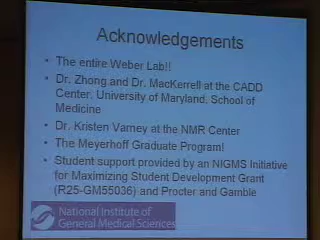 Acknowledgements
• The entire Weber Lab!!
• Dr. Zhong and Dr. MacKerrell at the CADD
Center, University of Maryland, School of
Medicine
• Dr. Kristen Varney at the NMR Center
• The Meyerhoff Graduate Program!
• Student support provided by an NIGMS Initiative
for Maximizing Student Development Grant
(R25-GM55036) and Procter and Gamble
National Institute of
General Medical Sciences